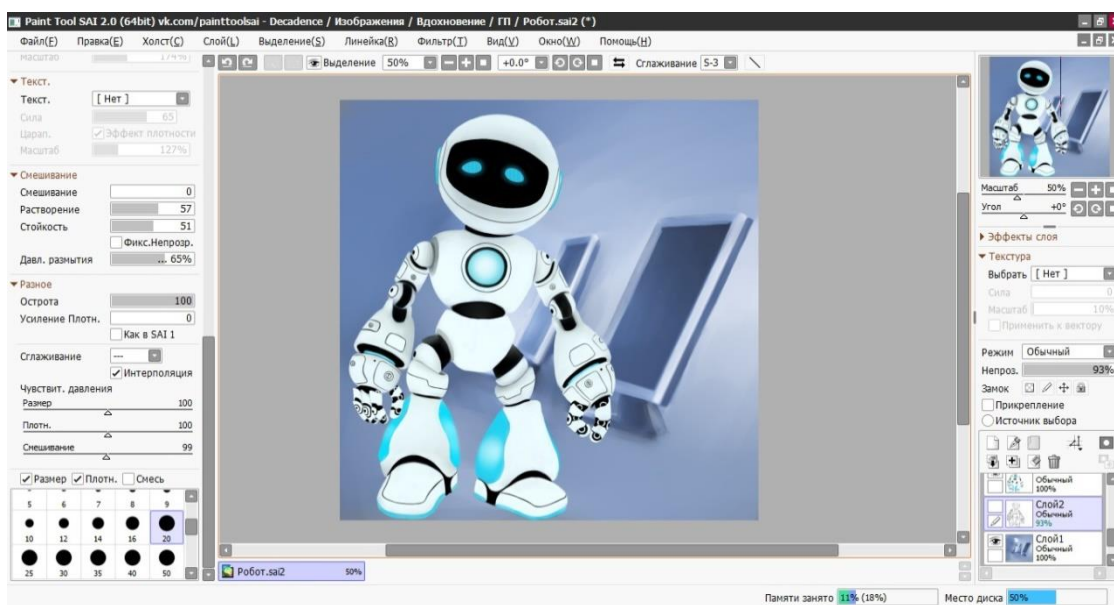 Paint Tool SAI 2.0 (64bit) vk.com/painttoolsai - Decadence / Изображения / Вдохновение / ГП / Робот.sai2 (*)
Файл(F) Правка(E) Холст(C) Слой(L) Выделение(S) Линейка(R) Фильтр(T) Вид(V) Окно(W) Помощь(H)
Масштаб 174%
Выделение 50% +0.0° Сглаживание S-3
Текст.
Текст. [ Нет ]
Сила 65
Царап. Эффект плотности
Масштаб 127%
Смешивание
Смешивание 0
Растворение 57
Стойкость 51
Фикс.Непрозр.
Давл. размытия ... 65%
Разное
Острота 100
Усиление Плотн. 0
Как в SAI 1
Сглаживание ---
Интерполяция
Чувствит. давления
Размер 100
Плотн. 100
Смешивание 99
Размер Плотн. Смесь
5 6 7 8 9
10 12 14 16 20
25 30 35 40 50
Робот.sai2 50%
Масштаб 50%
Угол +0°
Эффекты слоя
Текстура
Выбрать [ Нет ]
Сила 0
Масштаб 10%
Применить к вектору
Режим Обычный
Непроз. 93%
Замок
Прикрепление
Источник выбора
Обычный
100%
Слой2
Обычный
93%
Слой1
Обычный
100%
Памяти занято 11% (18%) Место диска 50%